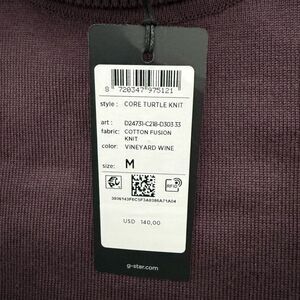 8 720347 975121
style : CORE TURTLE KNIT
art : D24731-C218-D303 33
fabric: COTTON FUSION
KNIT
color: VINEYARD WINE
size: M
USD 140,00
g-star.com